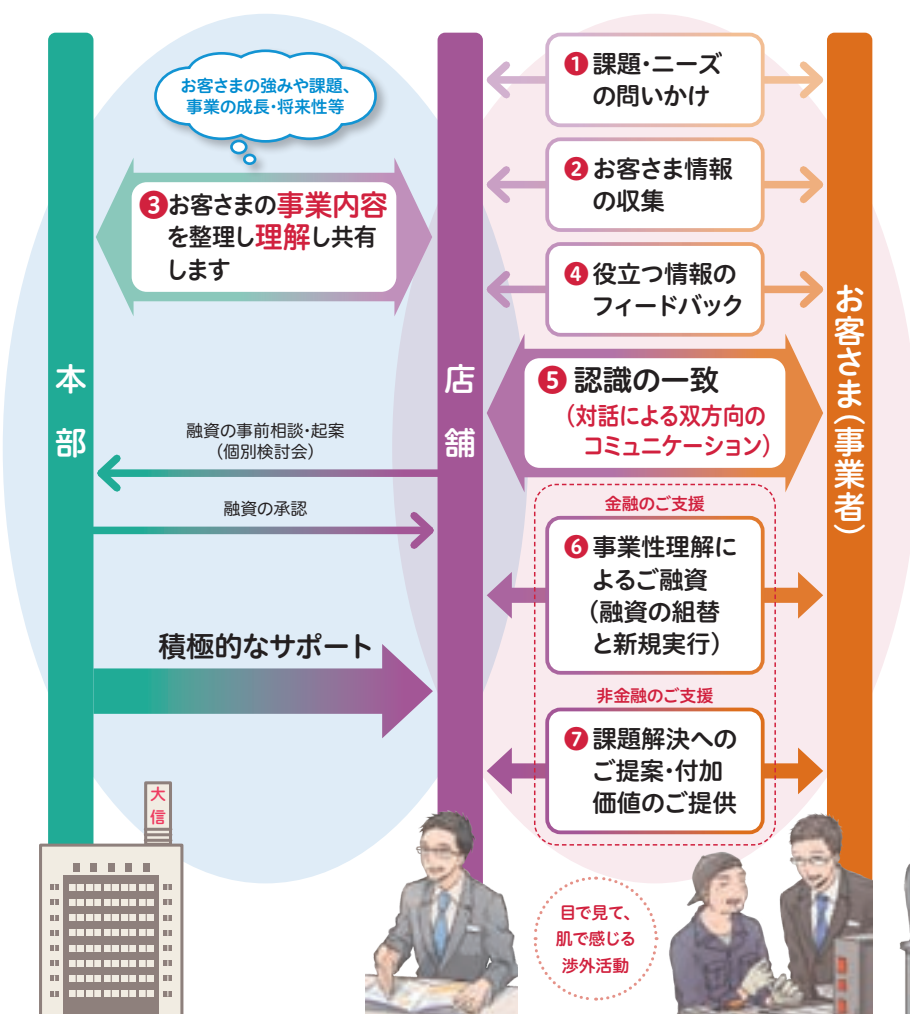 お客さまの強みや課題、
事業の成長・将来性等
❶課題・ニーズ
の問いかけ
❷お客さま情報
の収集
❸お客さまの事業内容
を整理し理解し共有
します
❹役立つ情報の
フィードバック
❺認識の一致
（対話による双方向の
コミュニケーション）
本部
店舗
お客さま（事業者）
融資の事前相談・起案
（個別検討会）
融資の承認
金融のご支援
❻事業性理解に
よるご融資
（融資の組替
と新規実行）
積極的なサポート
非金融のご支援
❼課題解決への
ご提案・付加
価値のご提供
大
信
目で見て、
肌で感じる
渉外活動